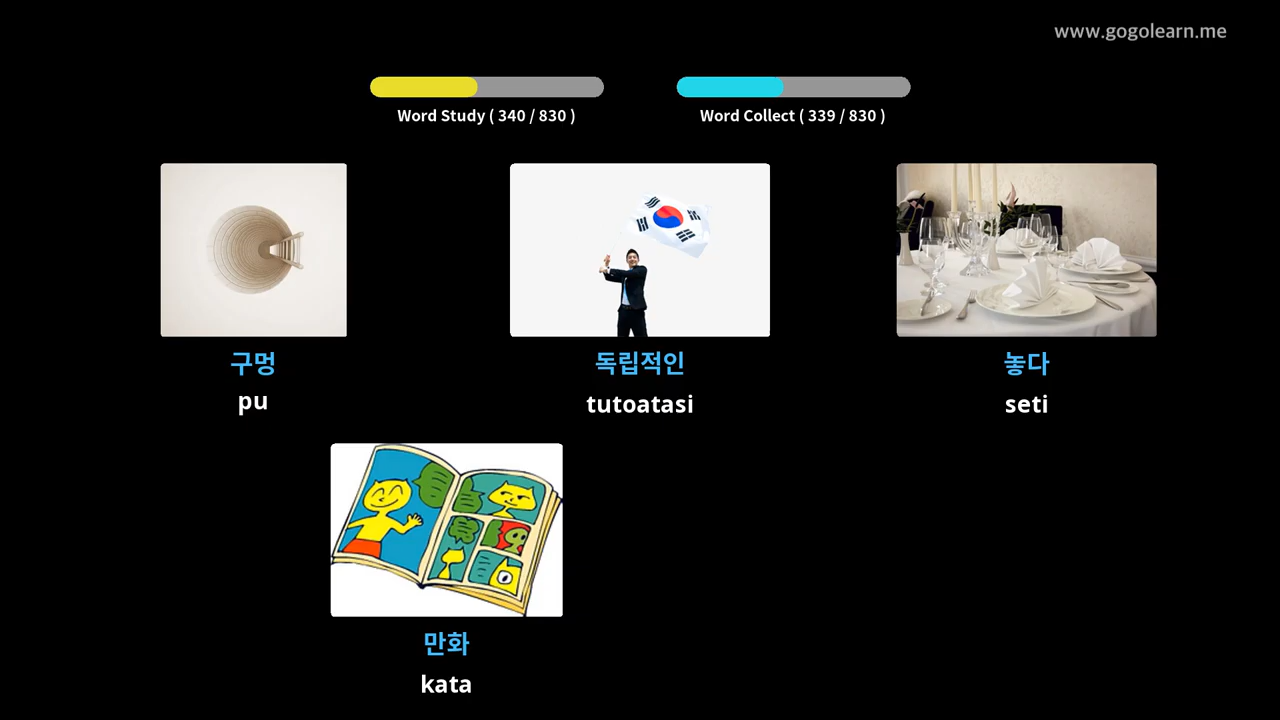 www.gogolearn.me
Word Study ( 340 / 830 )
Word Collect ( 339 / 830 )
구멍
pu
독립적인
tutoatasi
놓다
seti
만화
kata